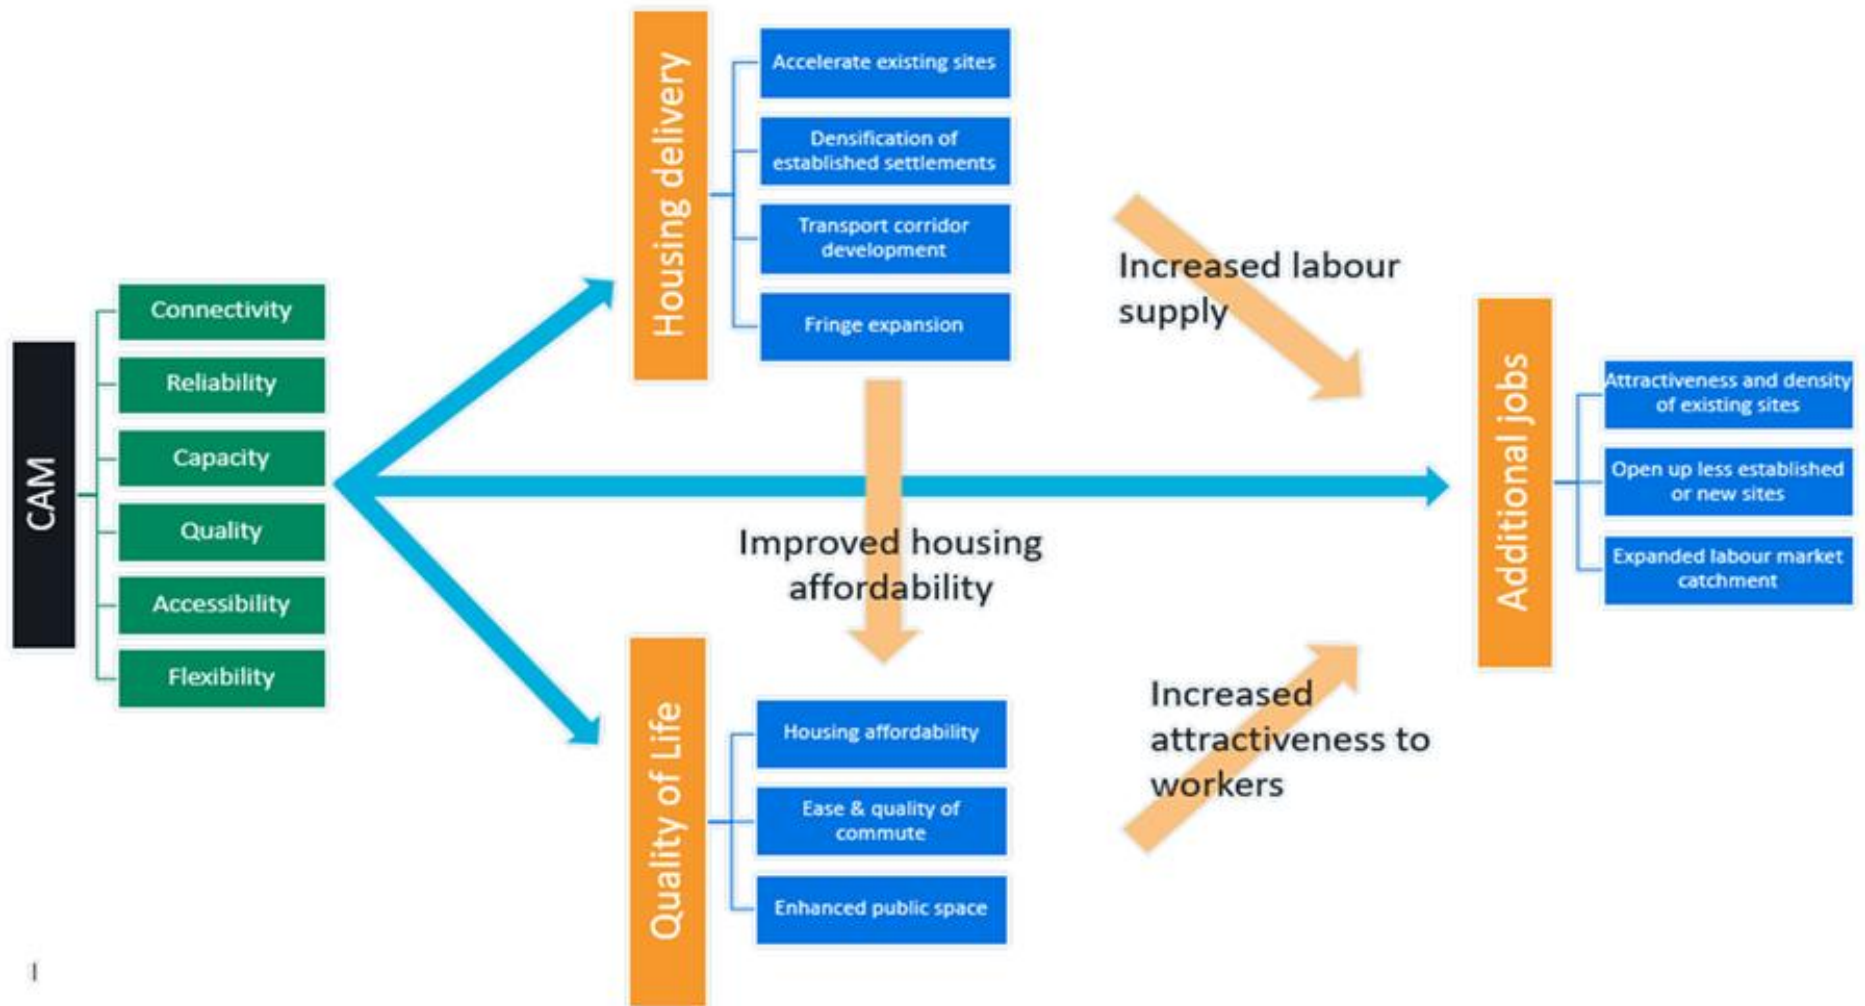 CAM
Connectivity
Reliability
Capacity
Quality
Accessibility
Flexibility
Housing delivery
Accelerate existing sites
Densification of
established settlements
Transport corridor
development
Fringe expansion
Increased labour
supply
Improved housing
affordability
Quality of Life
Housing affordability
Ease & quality of
commute
Enhanced public space
Increased
attractiveness to
workers
Additional jobs
Attractiveness and density
of existing sites
Open up less established
or new sites
Expanded labour market
catchment